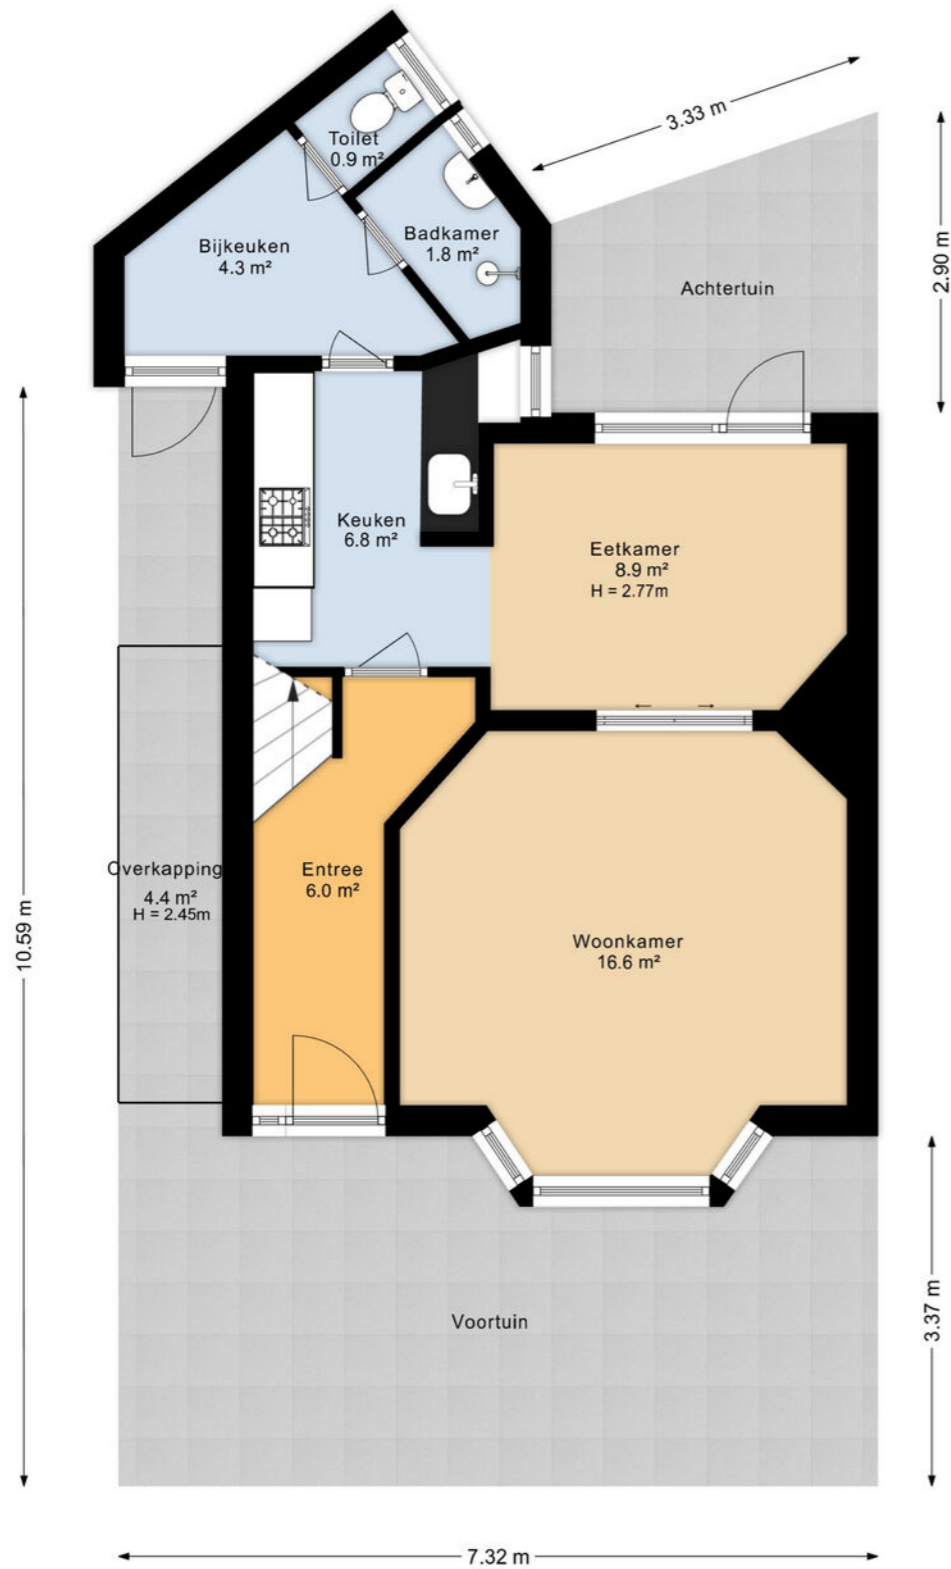 3.33 m
Toilet
0.9 m²
Bijkeuken
4.3 m²
Badkamer
1.8 m²
2.90 m
Achtertuin
Keuken
6.8 m²
Eetkamer
8.9 m²
H = 2.77m
Overkapping
4.4 m²
H = 2.45m
Entree
6.0 m²
10.59 m
Woonkamer
16.6 m²
Voortuin
3.37 m
7.32 m